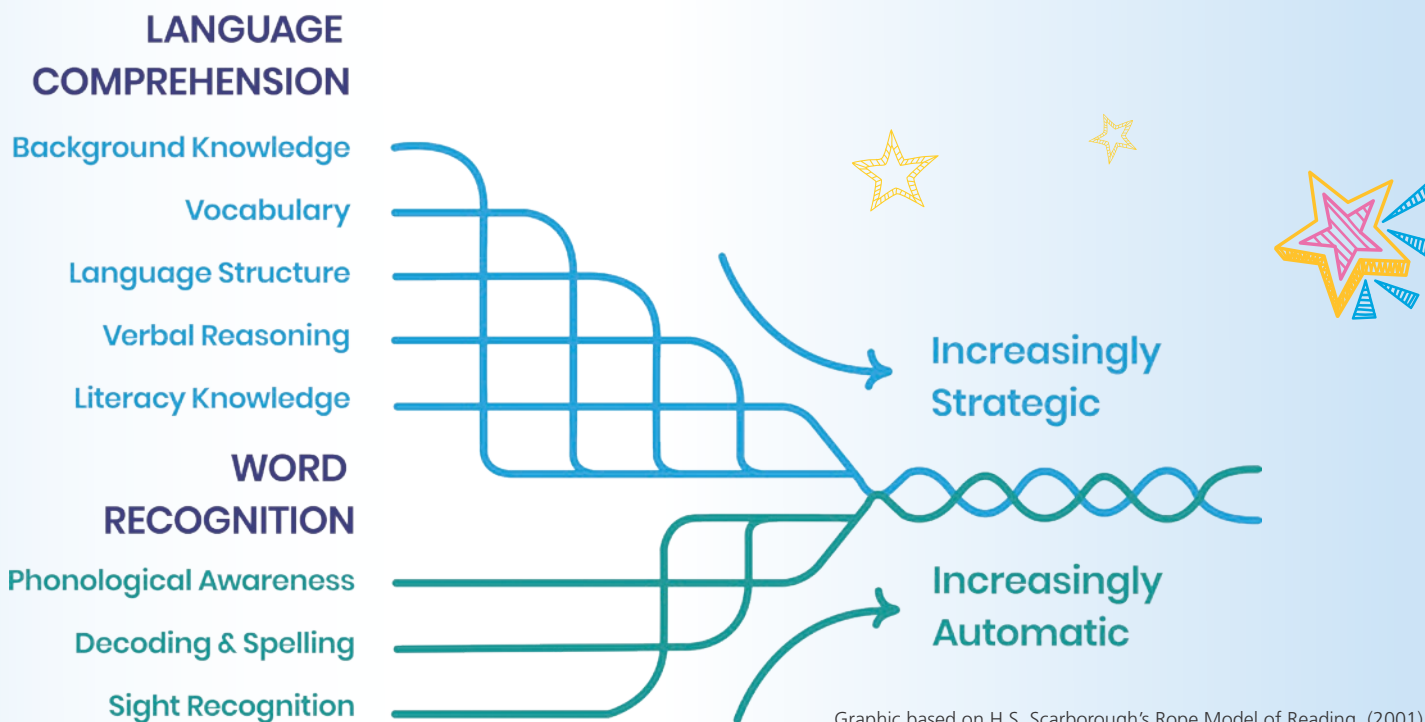 LANGUAGE
COMPREHENSION
Background Knowledge
Vocabulary
Language Structure
Verbal Reasoning
Literacy Knowledge
WORD
RECOGNITION
Phonological Awareness
Decoding & Spelling
Sight Recognition
Increasingly
Strategic
Increasingly
Automatic
Graphic based on H.S. Scarborough's Rope Model of Reading. (2001)